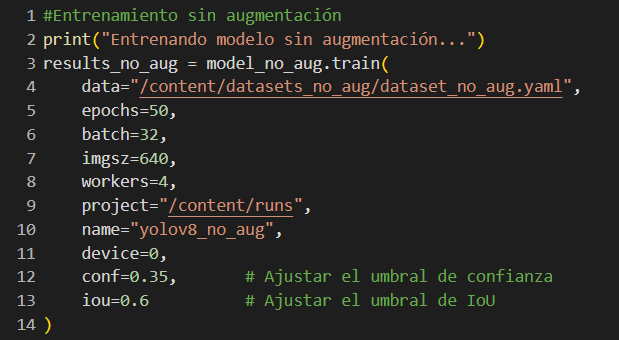 1 #Entrenamiento sin augmentación
2 print("Entrenando modelo sin augmentación...")
3 results_no_aug = model_no_aug.train(
4     data="/content/datasets_no_aug/dataset_no_aug.yaml",
5     epochs=50,
6     batch=32,
7     imgsz=640,
8     workers=4,
9     project="/content/runs",
10     name="yolov8_no_aug",
11     device=0,
12     conf=0.35,       # Ajustar el umbral de confianza
13     iou=0.6          # Ajustar el umbral de IoU
14 )